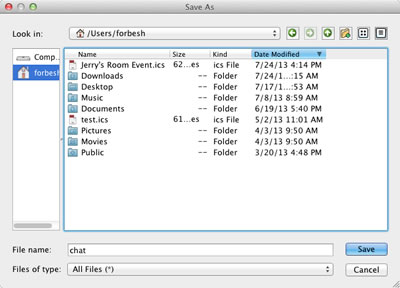 Save As
Look in: /Users/forbesh
Comp...
forbesh
Name Size Kind Date Modified
Jerry's Room Event.ics 62...es ics File 7/24/13 4:14 PM
Downloads -- Folder 7/24/1...:15 AM
Desktop -- Folder 7/17/1...:53 AM
Music -- Folder 7/8/13 8:59 AM
Documents -- Folder 6/19/13 5:40 PM
test.ics 61...es ics File 5/2/13 11:01 AM
Pictures -- Folder 4/3/13 9:50 AM
Movies -- Folder 4/3/13 9:50 AM
Public -- Folder 3/20/13 4:48 PM
File name: chat Save
Files of type: All Files (*) Cancel